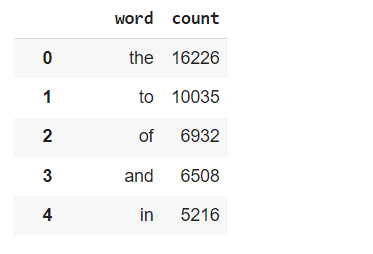 word count
0 the 16226
1 to 10035
2 of 6932
3 and 6508
4 in 5216